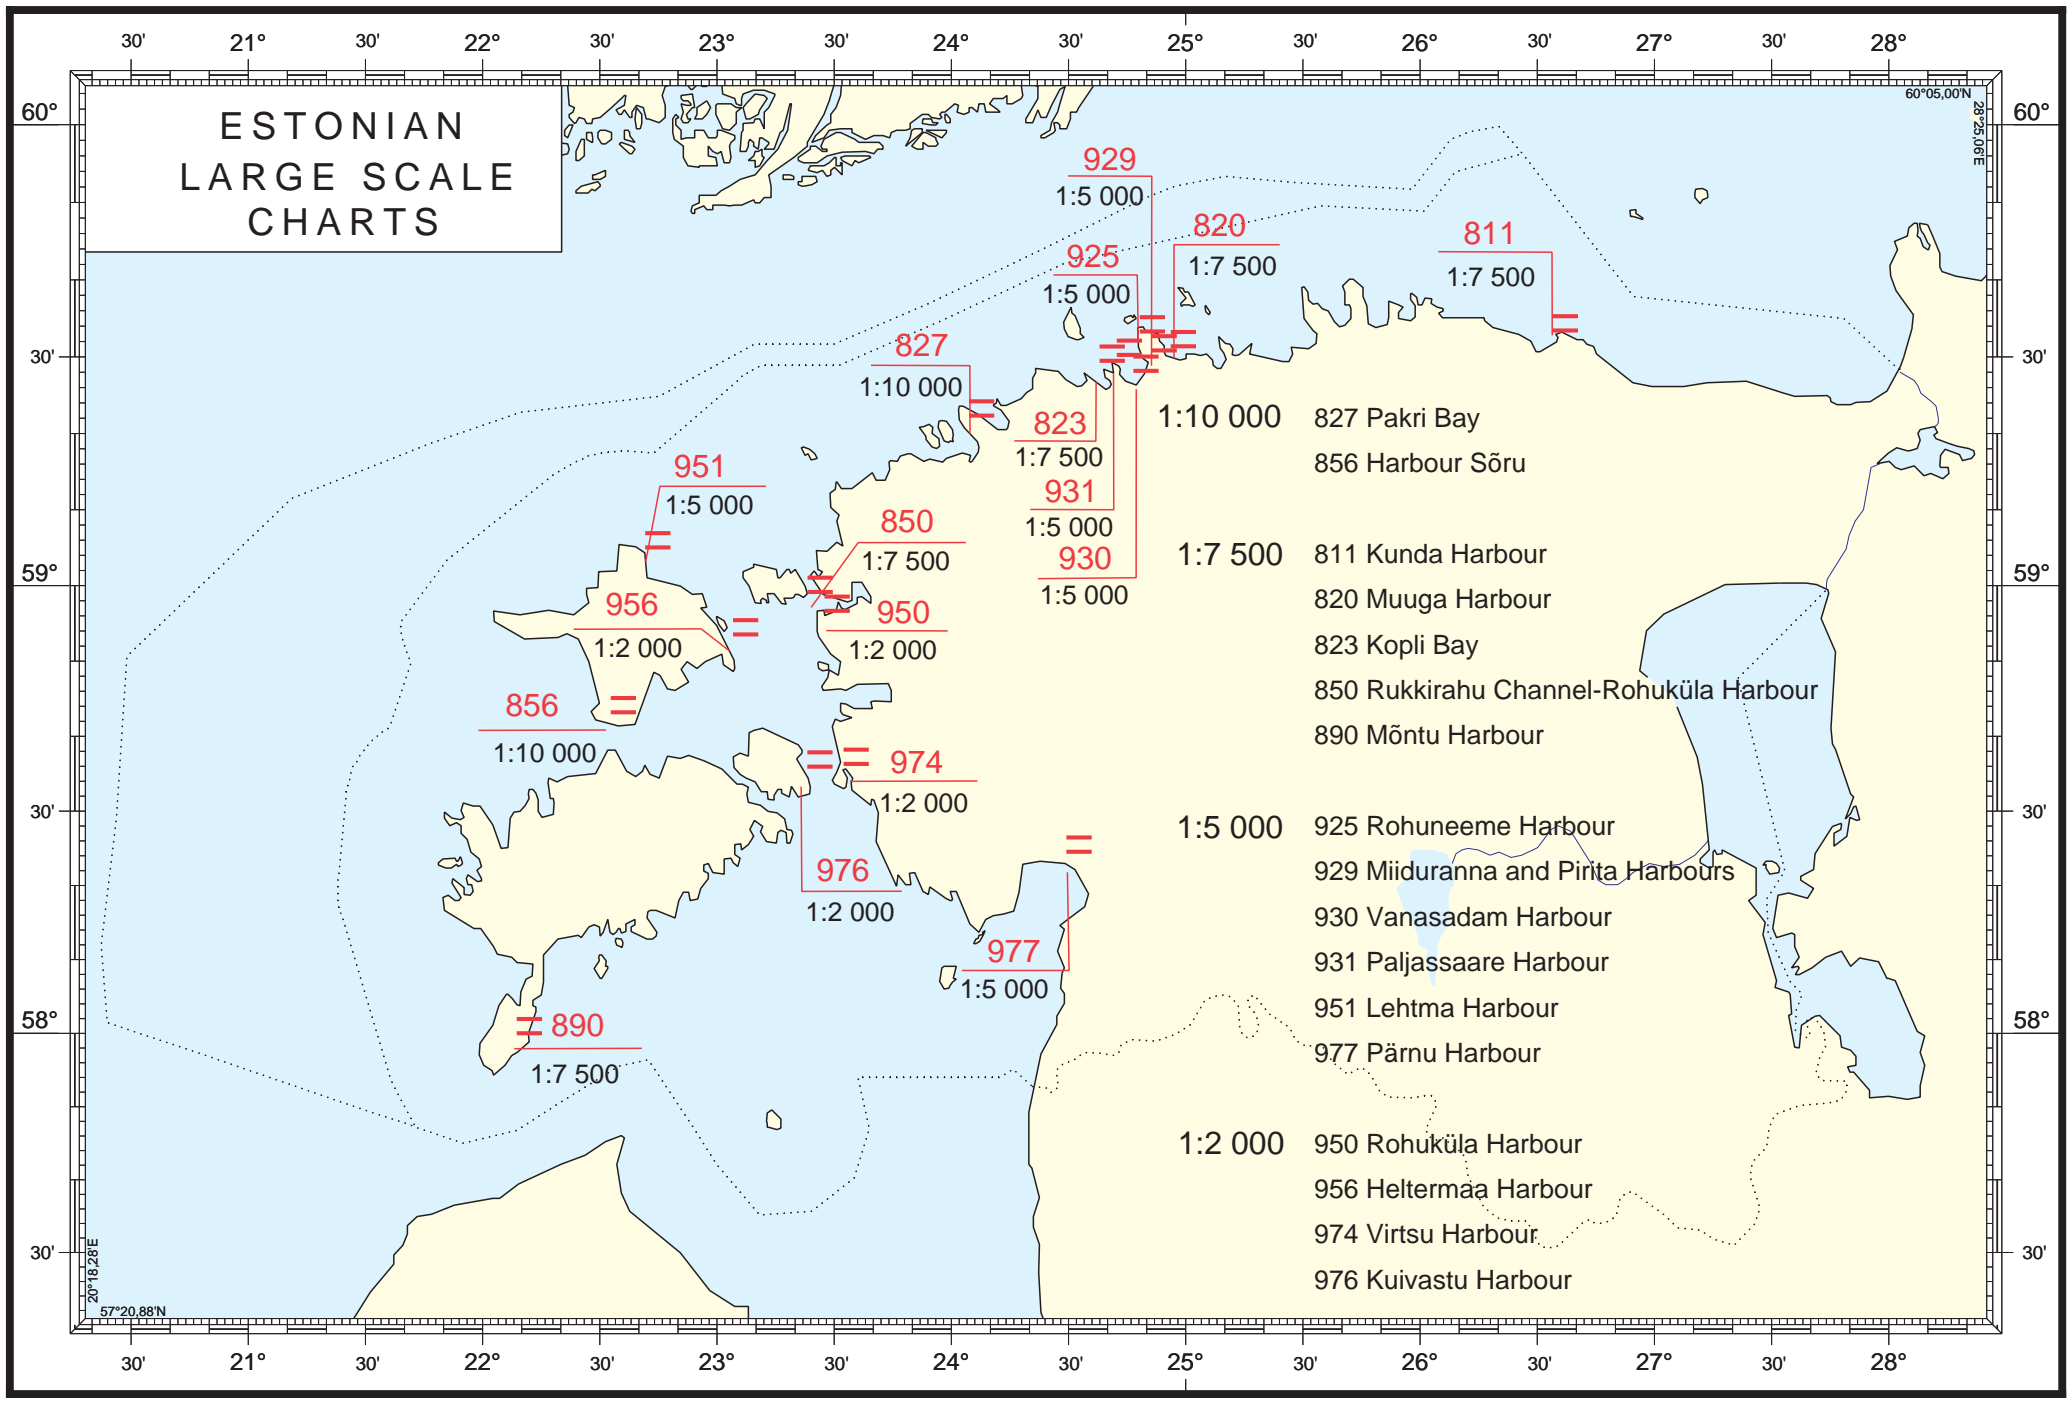 30' 21° 30' 22° 30' 23° 30' 24° 30' 25° 30' 26° 30' 27° 30' 28°
60°
60°
60°05,00'N
28°25,06'E
ESTONIAN
LARGE SCALE
CHARTS
929
1:5 000
820
1:7 500
811
1:7 500
925
1:5 000
30'
30'
827
1:10 000
823
1:7 500
931
1:5 000
930
1:5 000
951
1:5 000
850
1:7 500
59°
59°
956
1:2 000
950
1:2 000
856
1:10 000
974
1:2 000
30'
30'
976
1:2 000
977
1:5 000
58°
58°
890
1:7 500
1:10 000 827 Pakri Bay
856 Harbour Sõru
1:7 500 811 Kunda Harbour
820 Muuga Harbour
823 Kopli Bay
850 Rukkirahu Channel-Rohuküla Harbour
890 Mõntu Harbour
1:5 000 925 Rohuneeme Harbour
929 Miiduranna and Pirita Harbours
930 Vanasadam Harbour
931 Paljassaare Harbour
951 Lehtma Harbour
977 Pärnu Harbour
1:2 000 950 Rohuküla Harbour
956 Heltermaa Harbour
974 Virtsu Harbour
976 Kuivastu Harbour
30'
30'
20°18,28'E
57°20,88'N
30' 21° 30' 22° 30' 23° 30' 24° 30' 25° 30' 26° 30' 27° 30' 28°